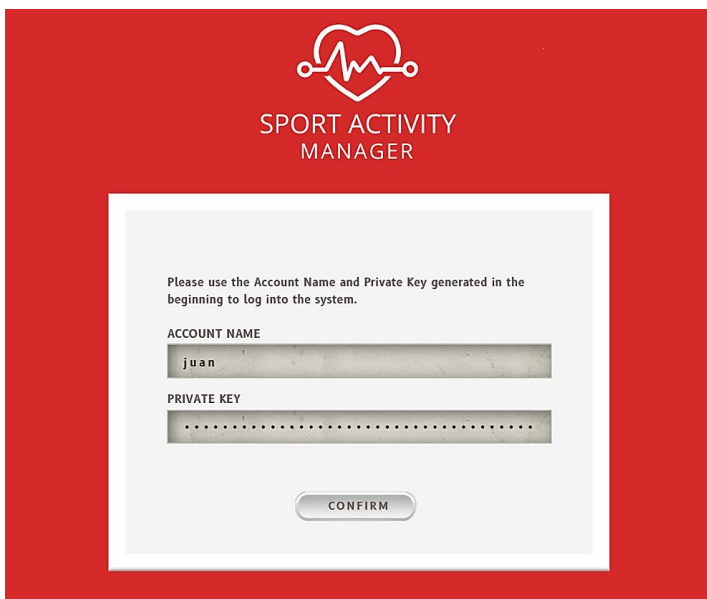 SPORT ACTIVITY
MANAGER
Please use the Account Name and Private Key generated in the
beginning to log into the system.
ACCOUNT NAME
juan
PRIVATE KEY
CONFIRM